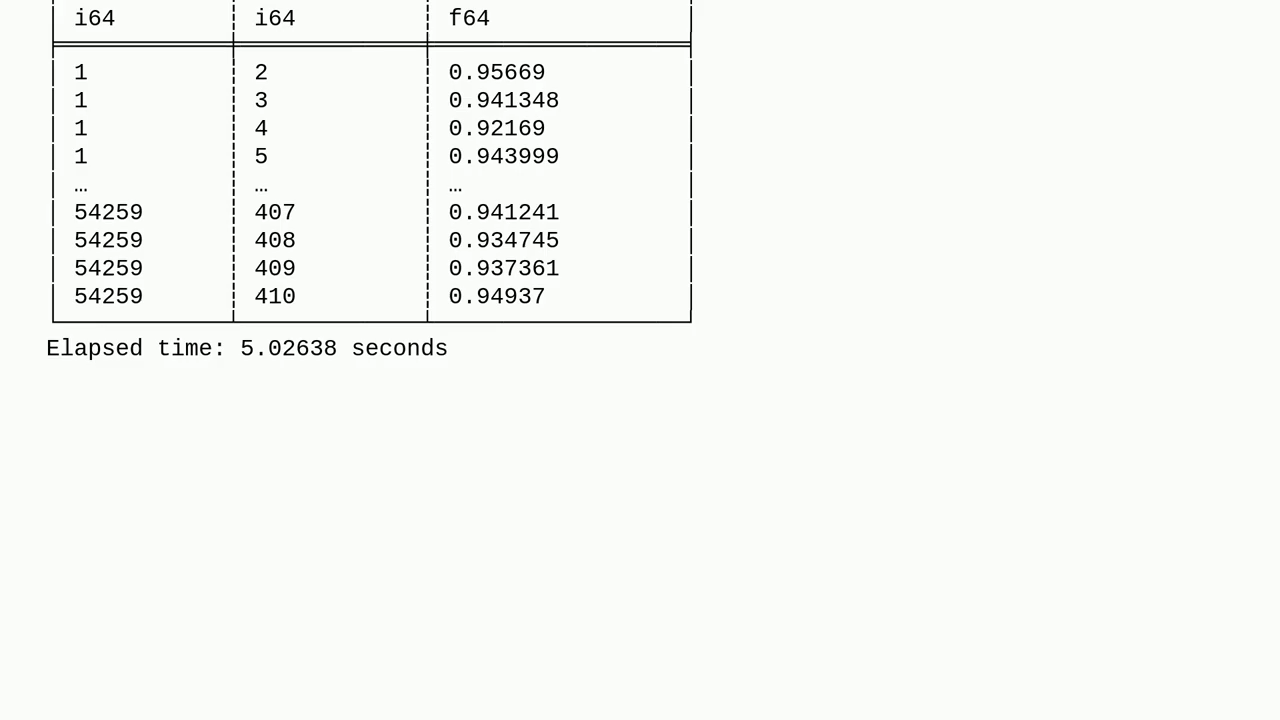 i64 i64 f64
1 2 0.95669
1 3 0.941348
1 4 0.92169
1 5 0.943999
… … …
54259 407 0.941241
54259 408 0.934745
54259 409 0.937361
54259 410 0.94937
Elapsed time: 5.02638 seconds